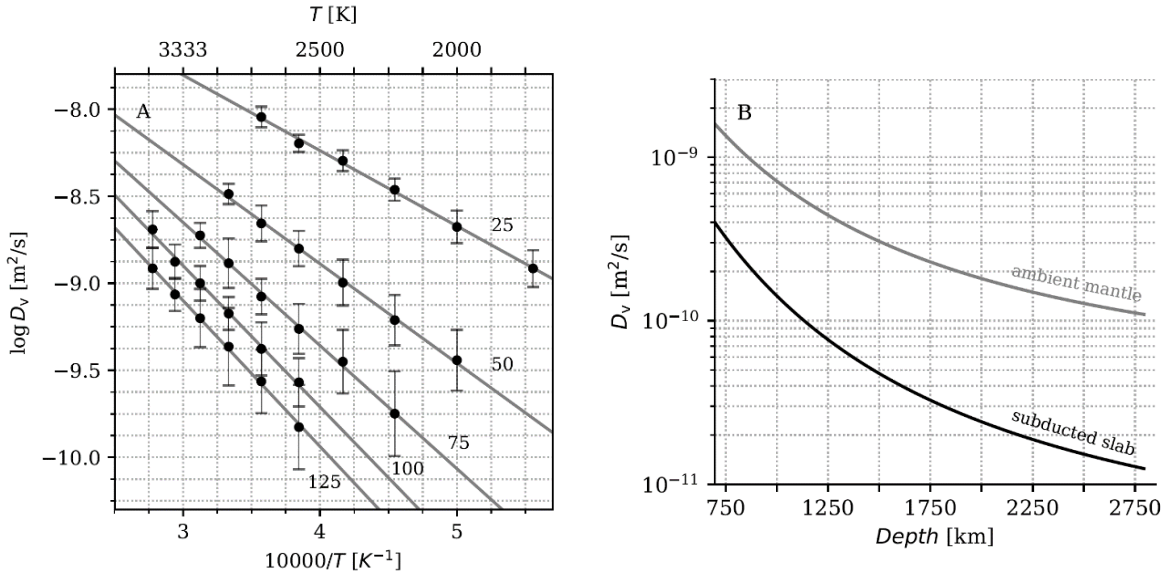 T [K]
3333 2500 2000
A
−8.0
−8.5
−9.0
−9.5
−10.0
log D_v [m²/s]
25
50
75
100
125
3 4 5
10000/T [K⁻¹]
B
10⁻⁹
10⁻¹⁰
10⁻¹¹
D_v [m²/s]
ambient mantle
subducted slab
750 1250 1750 2250 2750
Depth [km]